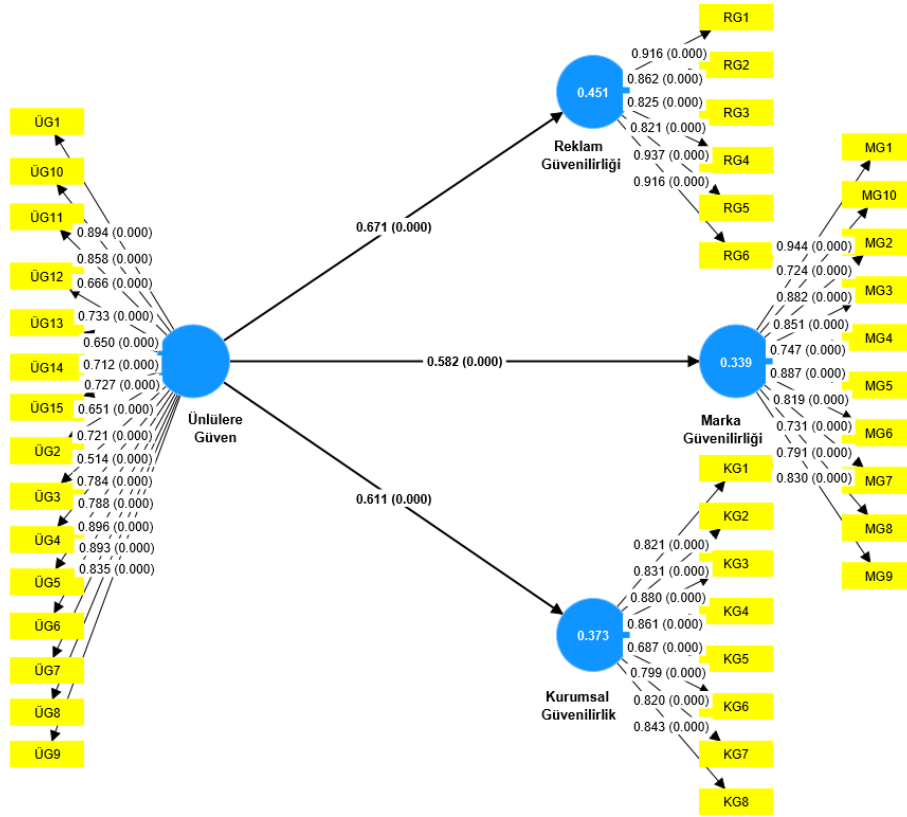 RG1
RG2
RG3
RG4
RG5
RG6
0.916 (0.000)
0.862 (0.000)
0.825 (0.000)
0.821 (0.000)
0.937 (0.000)
0.916 (0.000)
0.451
Reklam
Güvenilirliği
ÜG1
ÜG10
ÜG11
ÜG12
ÜG13
ÜG14
ÜG15
ÜG2
ÜG3
ÜG4
ÜG5
ÜG6
ÜG7
ÜG8
ÜG9
0.894 (0.000)
0.858 (0.000)
0.666 (0.000)
0.733 (0.000)
0.650 (0.000)
0.712 (0.000)
0.727 (0.000)
0.651 (0.000)
0.721 (0.000)
0.514 (0.000)
0.784 (0.000)
0.788 (0.000)
0.896 (0.000)
0.893 (0.000)
0.835 (0.000)
Ünlülere
Güven
0.671 (0.000)
0.582 (0.000)
0.611 (0.000)
MG1
MG10
MG2
MG3
MG4
MG5
MG6
MG7
MG8
MG9
0.944 (0.000)
0.724 (0.000)
0.882 (0.000)
0.851 (0.000)
0.747 (0.000)
0.887 (0.000)
0.819 (0.000)
0.731 (0.000)
0.791 (0.000)
0.830 (0.000)
0.339
Marka
Güvenilirliği
KG1
KG2
KG3
KG4
KG5
KG6
KG7
KG8
0.821 (0.000)
0.831 (0.000)
0.880 (0.000)
0.861 (0.000)
0.687 (0.000)
0.799 (0.000)
0.820 (0.000)
0.843 (0.000)
0.373
Kurumsal
Güvenilirlik